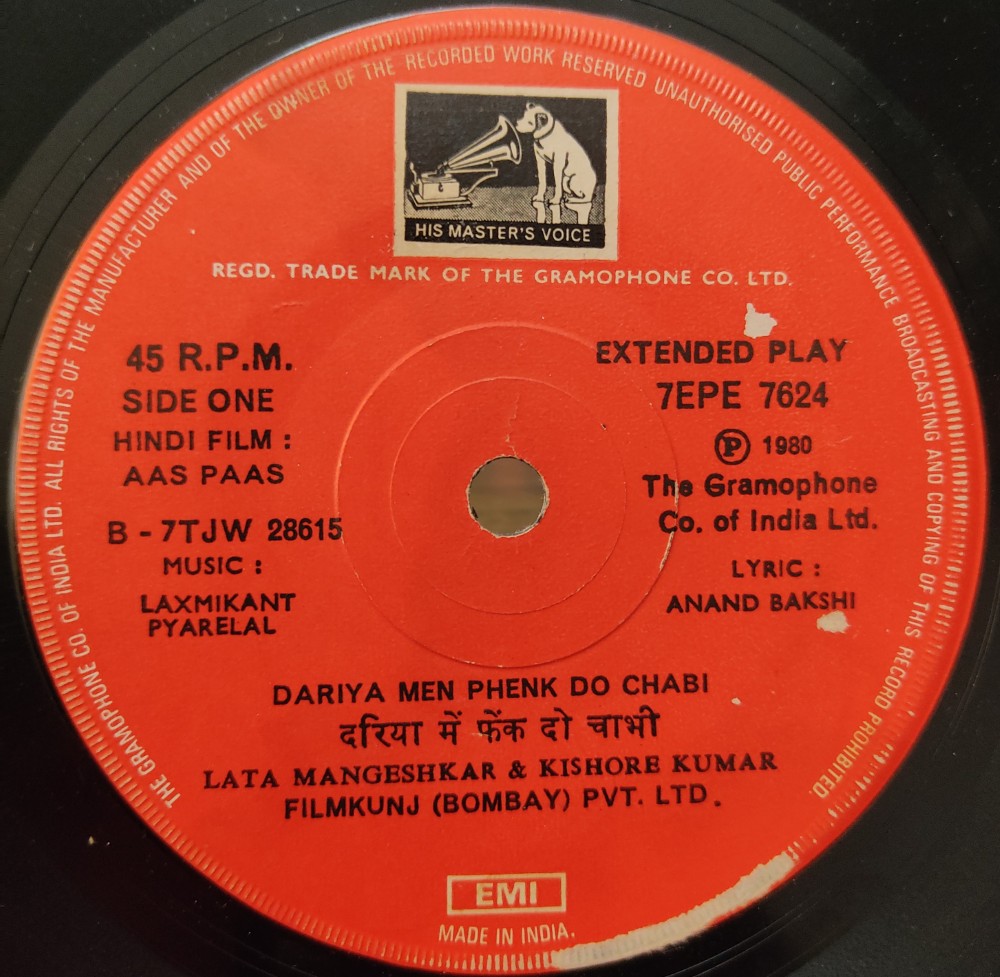 THE GRAMOPHONE CO. OF INDIA LTD. ALL RIGHTS OF THE MANUFACTURER AND OF THE OWNER OF THE RECORDED WORK RESERVED UNAUTHORISED PUBLIC PERFORMANCE BROADCASTING AND COPYING OF THIS RECORD PROHIBITED.
HIS MASTER'S VOICE
REGD. TRADE MARK OF THE GRAMOPHONE CO. LTD.
45 R.P.M.
SIDE ONE
HINDI FILM :
AAS PAAS
B - 7TJW 28615
MUSIC :
LAXMIKANT
PYARELAL
EXTENDED PLAY
7EPE 7624
Ⓟ 1980
The Gramophone
Co. of India Ltd.
LYRIC :
ANAND BAKSHI
DARIYA MEN PHENK DO CHABI
दरिया में फेंक दो चाभी
LATA MANGESHKAR & KISHORE KUMAR
FILMKUNJ (BOMBAY) PVT. LTD.
EMI
MADE IN INDIA.